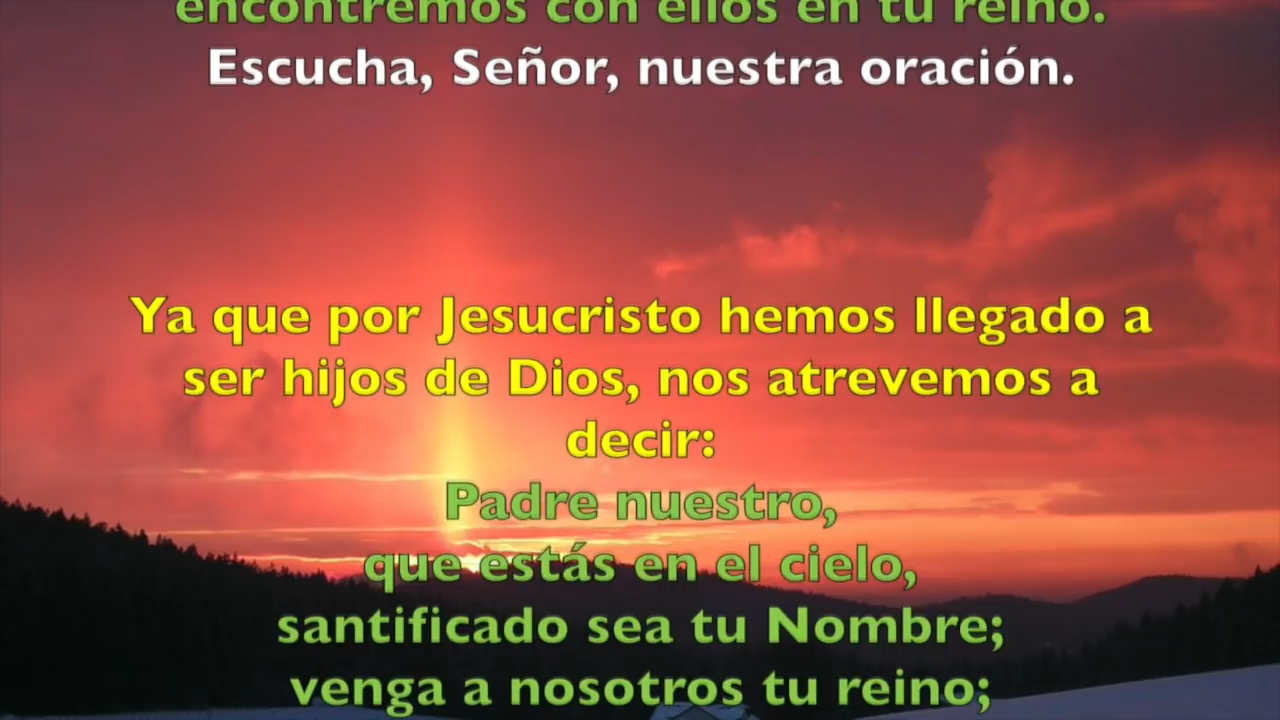 encontremos con ellos en tu reino.
Escucha, Señor, nuestra oración.
Ya que por Jesucristo hemos llegado a
ser hijos de Dios, nos atrevemos a
decir:
Padre nuestro,
que estás en el cielo,
santificado sea tu Nombre;
venga a nosotros tu reino;